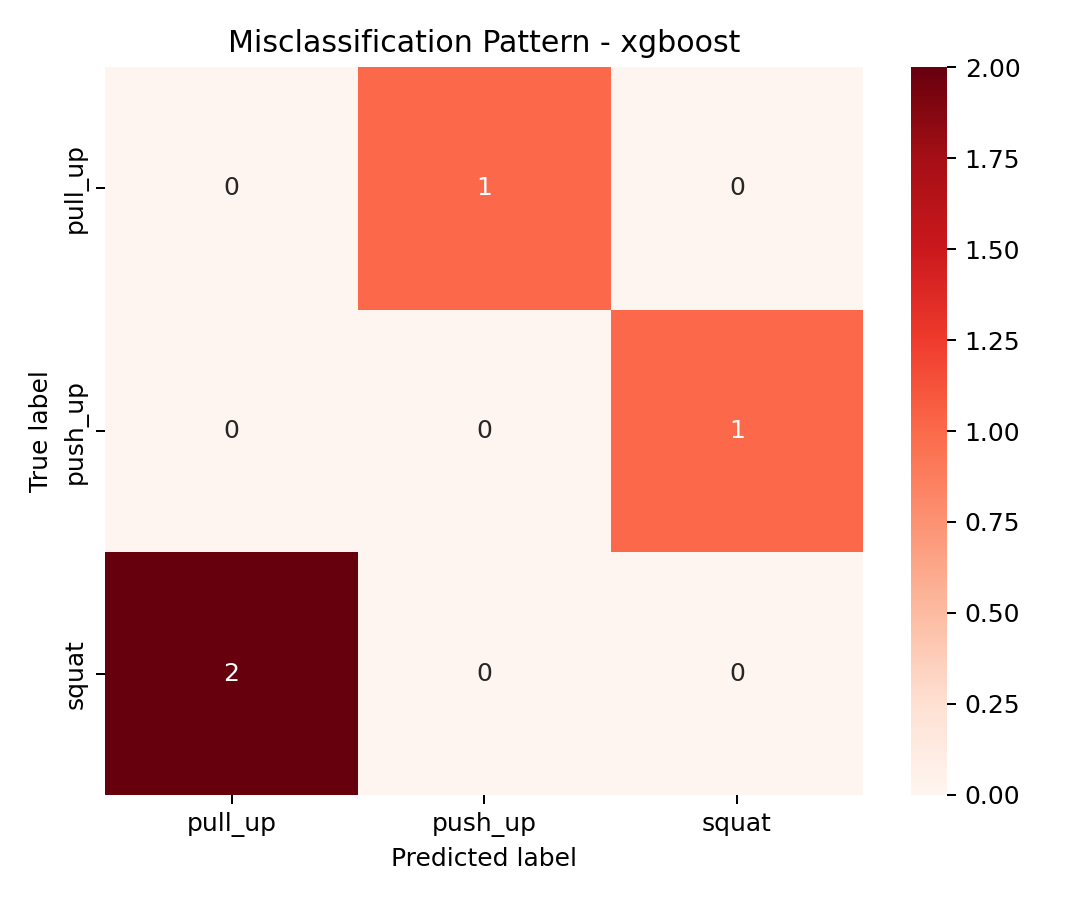 Misclassification Pattern - xgboost
True label
pull_up
0 1 0
push_up
0 0 1
squat
2 0 0
pull_up push_up squat
Predicted label
2.00
1.75
1.50
1.25
1.00
0.75
0.50
0.25
0.00